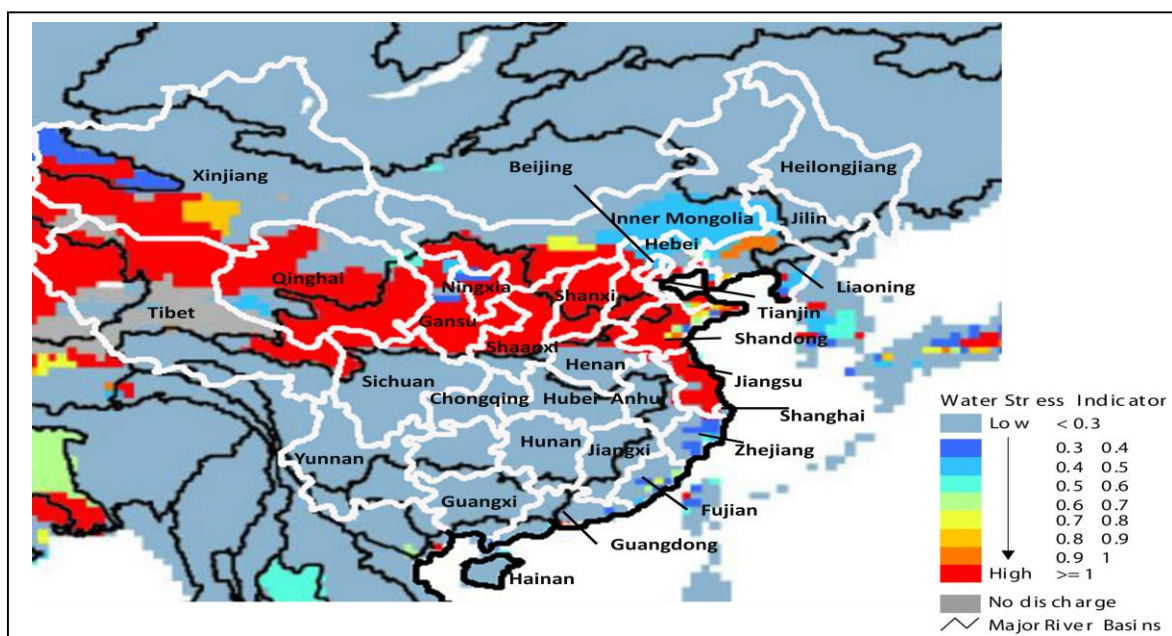 Beijing
Heilongjiang
Xinjiang
Inner Mongolia
Jilin
Hebei
Qinghai
Ningxia
Shanxi
Liaoning
Tibet
Tianjin
Gansu
Shandong
Shaanxi
Henan
Sichuan
Jiangsu
Chongqing
Hubei
Anhui
Shanghai
Hunan
Jiangxi
Zhejiang
Yunnan
Guangxi
Fujian
Guangdong
Hainan
Water Stress Indicator
Low < 0.3
0.3 0.4
0.4 0.5
0.5 0.6
0.6 0.7
0.7 0.8
0.8 0.9
0.9 1
High >= 1
No discharge
Major River Basins